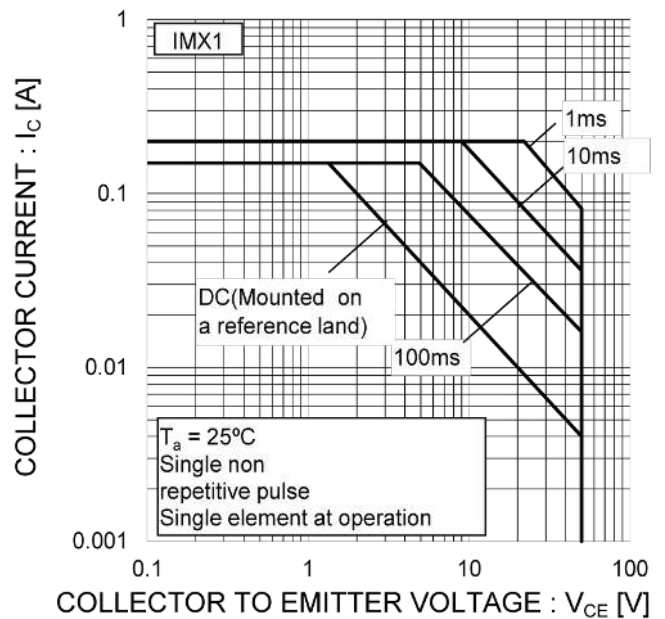 1
IMX1
1ms
10ms
0.1
DC(Mounted on
a reference land)
100ms
0.01
Ta = 25ºC
Single non
repetitive pulse
Single element at operation
0.001
0.1
1
10
100
COLLECTOR CURRENT : IC [A]
COLLECTOR TO EMITTER VOLTAGE : VCE [V]